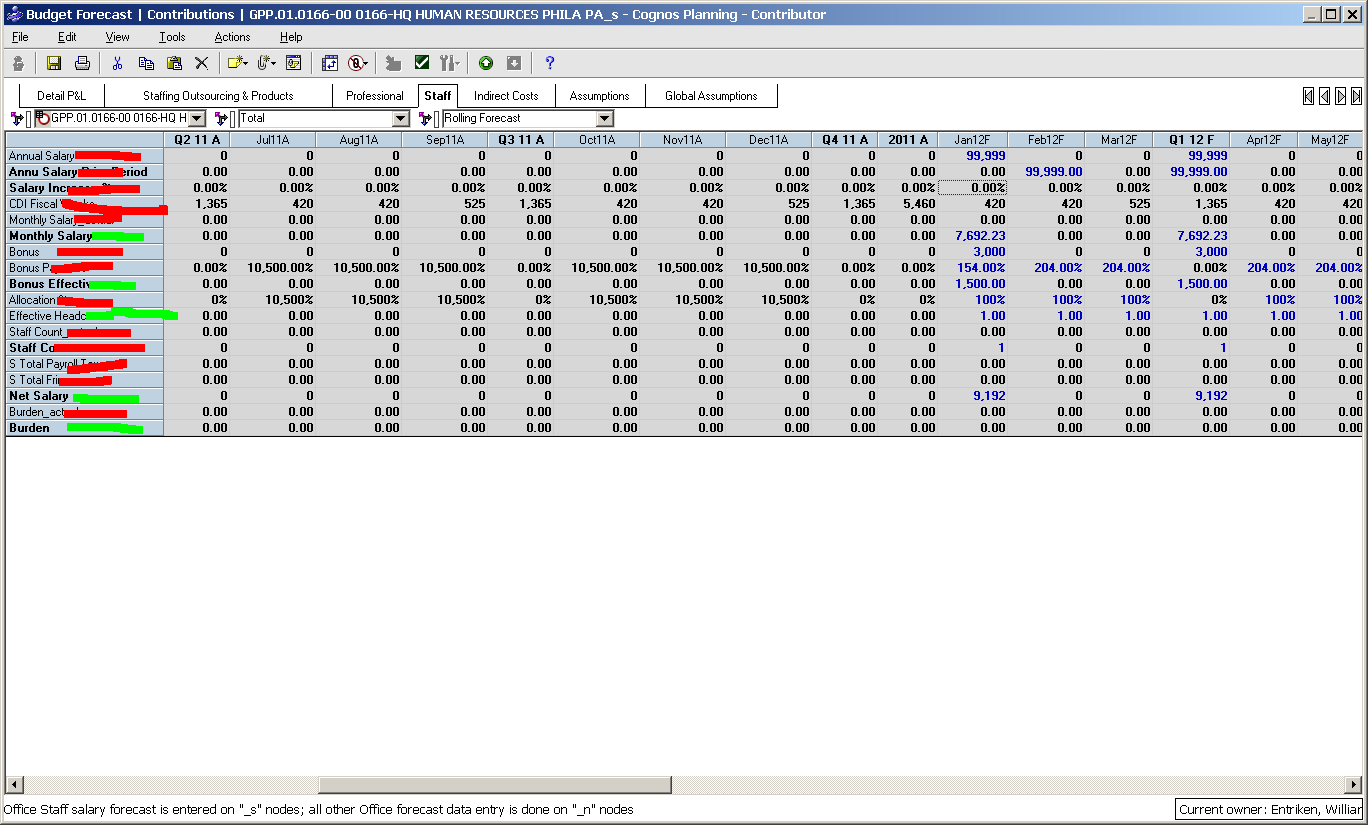 Budget Forecast | Contributions | GPP.01.0166-00 0166-HQ HUMAN RESOURCES PHILA PA_s - Cognos Planning - Contributor
File Edit View Tools Actions Help
Detail P&L Staffing Outsourcing & Products Professional Staff Indirect Costs Assumptions Global Assumptions
GPP.01.0166-00 0166-HQ H Total Rolling Forecast
Q2 11 A Jul11A Aug11A Sep11A Q3 11 A Oct11A Nov11A Dec11A Q4 11 A 2011 A Jan12F Feb12F Mar12F Q1 12 F Apr12F May12F
Annual Salary 0 0 0 0 0 0 0 0 0 0 99,999 0 0 99,999 0 0
Annu Salary Period 0.00 0.00 0.00 0.00 0.00 0.00 0.00 0.00 0.00 0.00 0.00 99,999.00 0.00 99,999.00 0.00 0.00
Salary 0.00% 0.00% 0.00% 0.00% 0.00% 0.00% 0.00% 0.00% 0.00% 0.00% 0.00% 0.00% 0.00% 0.00% 0.00% 0.00%
CDI Fiscal 1,365 420 420 525 1,365 420 420 525 1,365 5,460 420 420 525 1,365 420 420
Monthly Salary 0.00 0.00 0.00 0.00 0.00 0.00 0.00 0.00 0.00 0.00 0.00 0.00 0.00 0.00 0.00 0.00
Monthly Salary 0.00 0.00 0.00 0.00 0.00 0.00 0.00 0.00 0.00 0.00 7,692.23 0.00 0.00 7,692.23 0.00 0.00
Bonus 0 0 0 0 0 0 0 0 0 0 3,000 0 0 3,000 0 0
Bonus 0.00% 10,500.00% 10,500.00% 10,500.00% 0.00% 10,500.00% 10,500.00% 10,500.00% 0.00% 0.00% 154.00% 204.00% 204.00% 0.00% 204.00% 204.00%
Bonus Effectiv 0.00 0.00 0.00 0.00 0.00 0.00 0.00 0.00 0.00 0.00 1,500.00 0.00 0.00 1,500.00 0.00 0.00
Allocation 0% 10,500% 10,500% 10,500% 0% 10,500% 10,500% 10,500% 0% 0% 100% 100% 100% 0% 100% 100%
Effective Headc 0.00 0.00 0.00 0.00 0.00 0.00 0.00 0.00 0.00 0.00 1.00 1.00 1.00 1.00 1.00 1.00
Staff Count_ 0.00 0.00 0.00 0.00 0.00 0.00 0.00 0.00 0.00 0.00 0.00 0.00 0.00 0.00 0.00 0.00
Staff Co 0 0 0 0 0 0 0 0 0 0 1 0 0 1 0 0
S Total Payroll 0.00 0.00 0.00 0.00 0.00 0.00 0.00 0.00 0.00 0.00 0.00 0.00 0.00 0.00 0.00 0.00
S Total Fri 0.00 0.00 0.00 0.00 0.00 0.00 0.00 0.00 0.00 0.00 0.00 0.00 0.00 0.00 0.00 0.00
Net Salary 0 0 0 0 0 0 0 0 0 0 9,192 0 0 9,192 0 0
Burden_act 0.00 0.00 0.00 0.00 0.00 0.00 0.00 0.00 0.00 0.00 0.00 0.00 0.00 0.00 0.00 0.00
Burden 0.00 0.00 0.00 0.00 0.00 0.00 0.00 0.00 0.00 0.00 0.00 0.00 0.00 0.00 0.00 0.00
Office Staff salary forecast is entered on "_s" nodes; all other Office forecast data entry is done on "_n" nodes
Current owner: Entriken, Williar